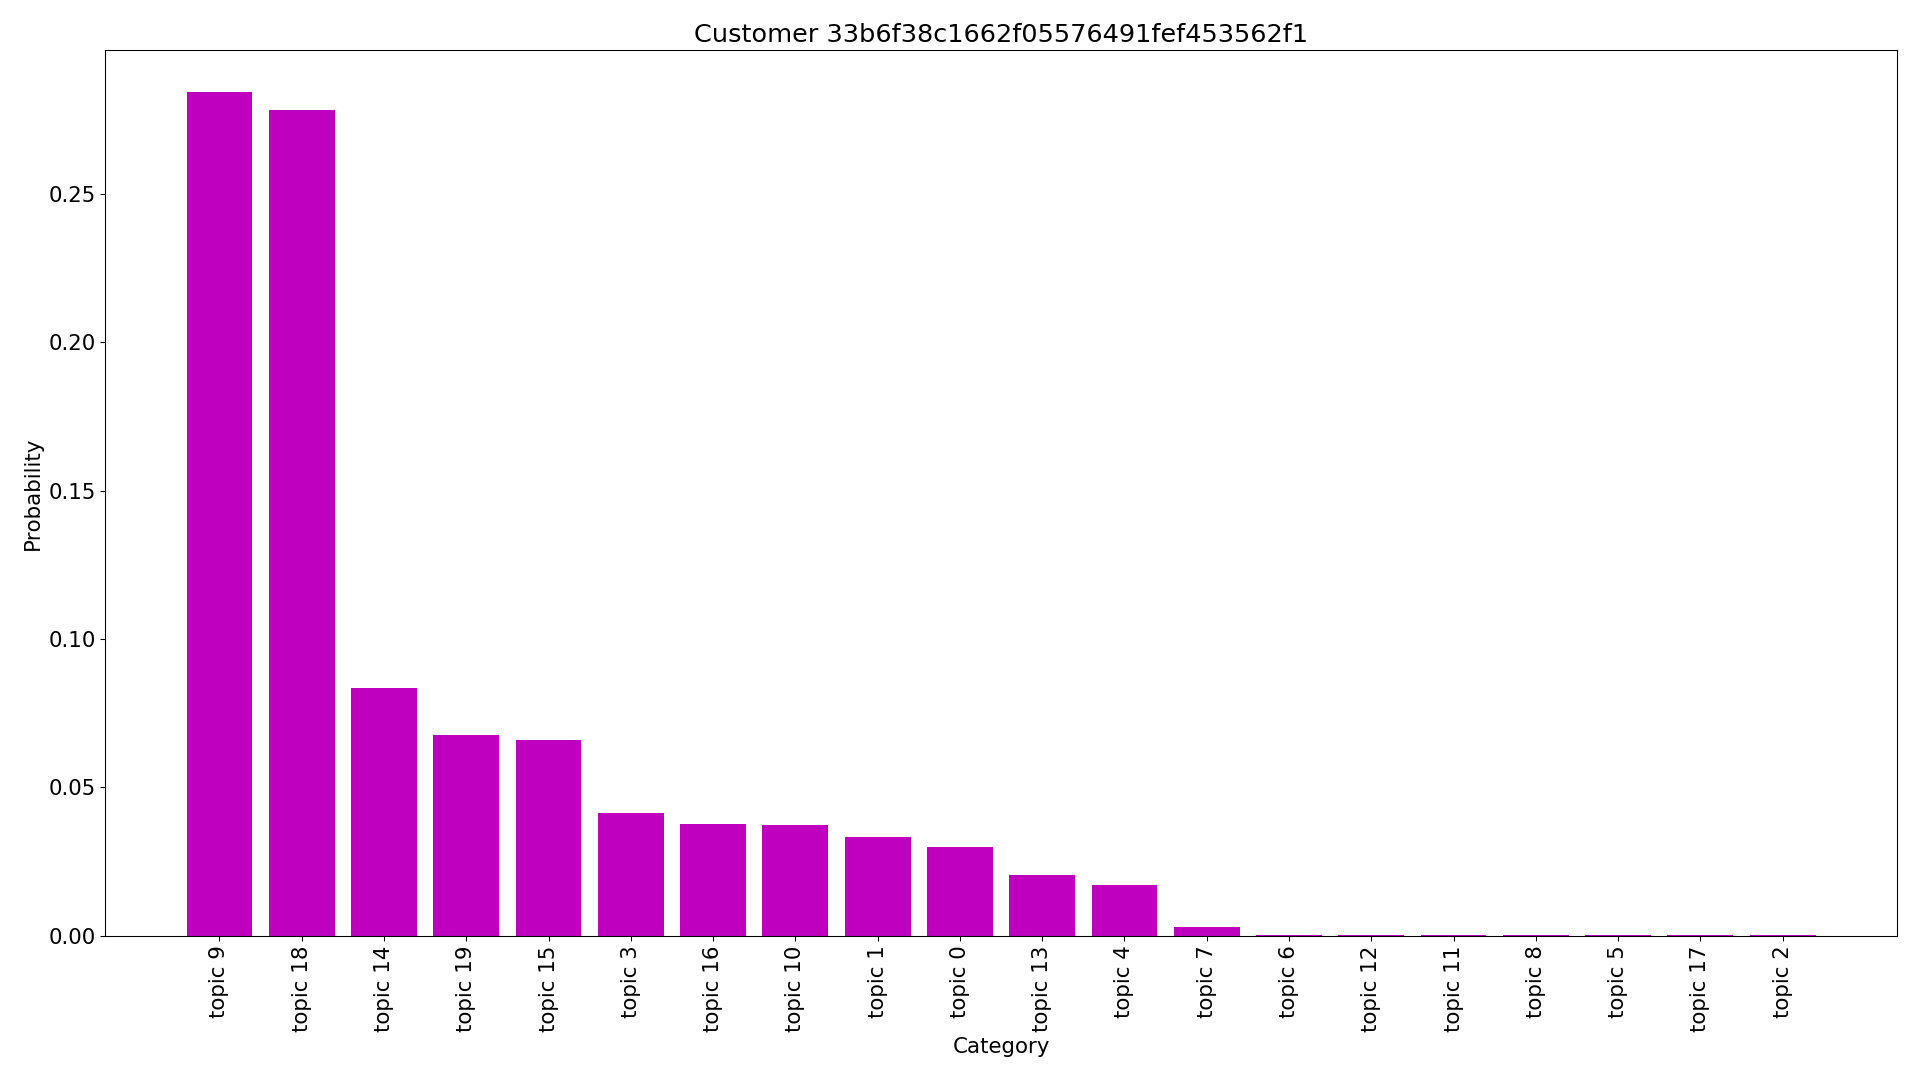 Customer 33b6f38c1662f05576491fef453562f1
Probability
0.25
0.20
0.15
0.10
0.05
0.00
topic 9
topic 18
topic 14
topic 19
topic 15
topic 3
topic 16
topic 10
topic 1
topic 0
topic 13
topic 4
topic 7
topic 6
topic 12
topic 11
topic 8
topic 5
topic 17
topic 2
Category